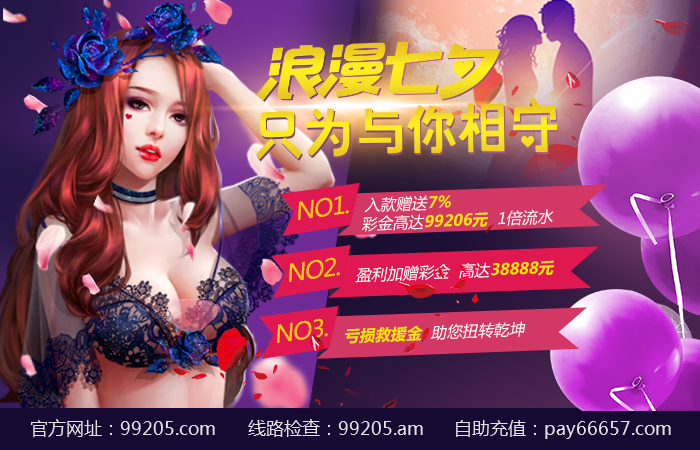 浪漫七夕
只为与你相守
NO1.
入款赠送7%
彩金高达99206元 1倍流水
NO2.
盈利加赠彩金 高达38888元
NO3.
亏损救援金 助您扭转乾坤
官方网址：99205.com 线路检查：99205.am 自助充值：pay66657.com